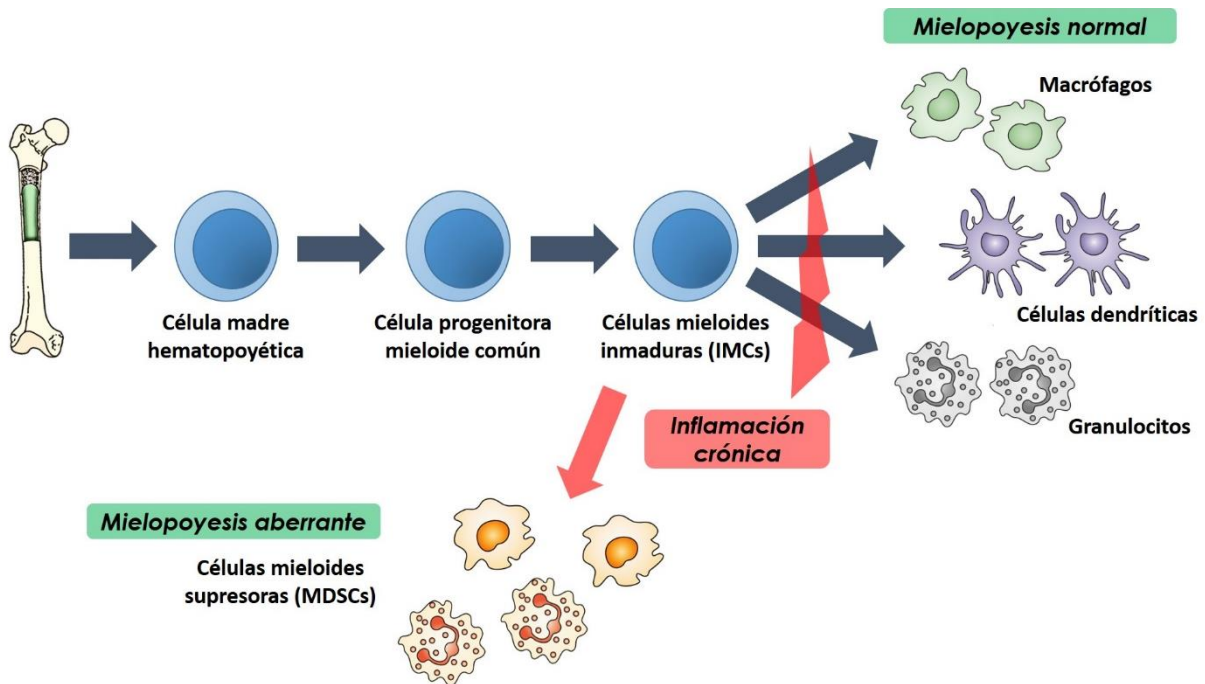 Mielopoyesis normal
Macrófagos
Célula madre
hematopoyética
Célula progenitora
mieloide común
Células mieloides
inmaduras (IMCs)
Células dendríticas
Granulocitos
Inflamación
crónica
Mielopoyesis aberrante
Células mieloides
supresoras (MDSCs)